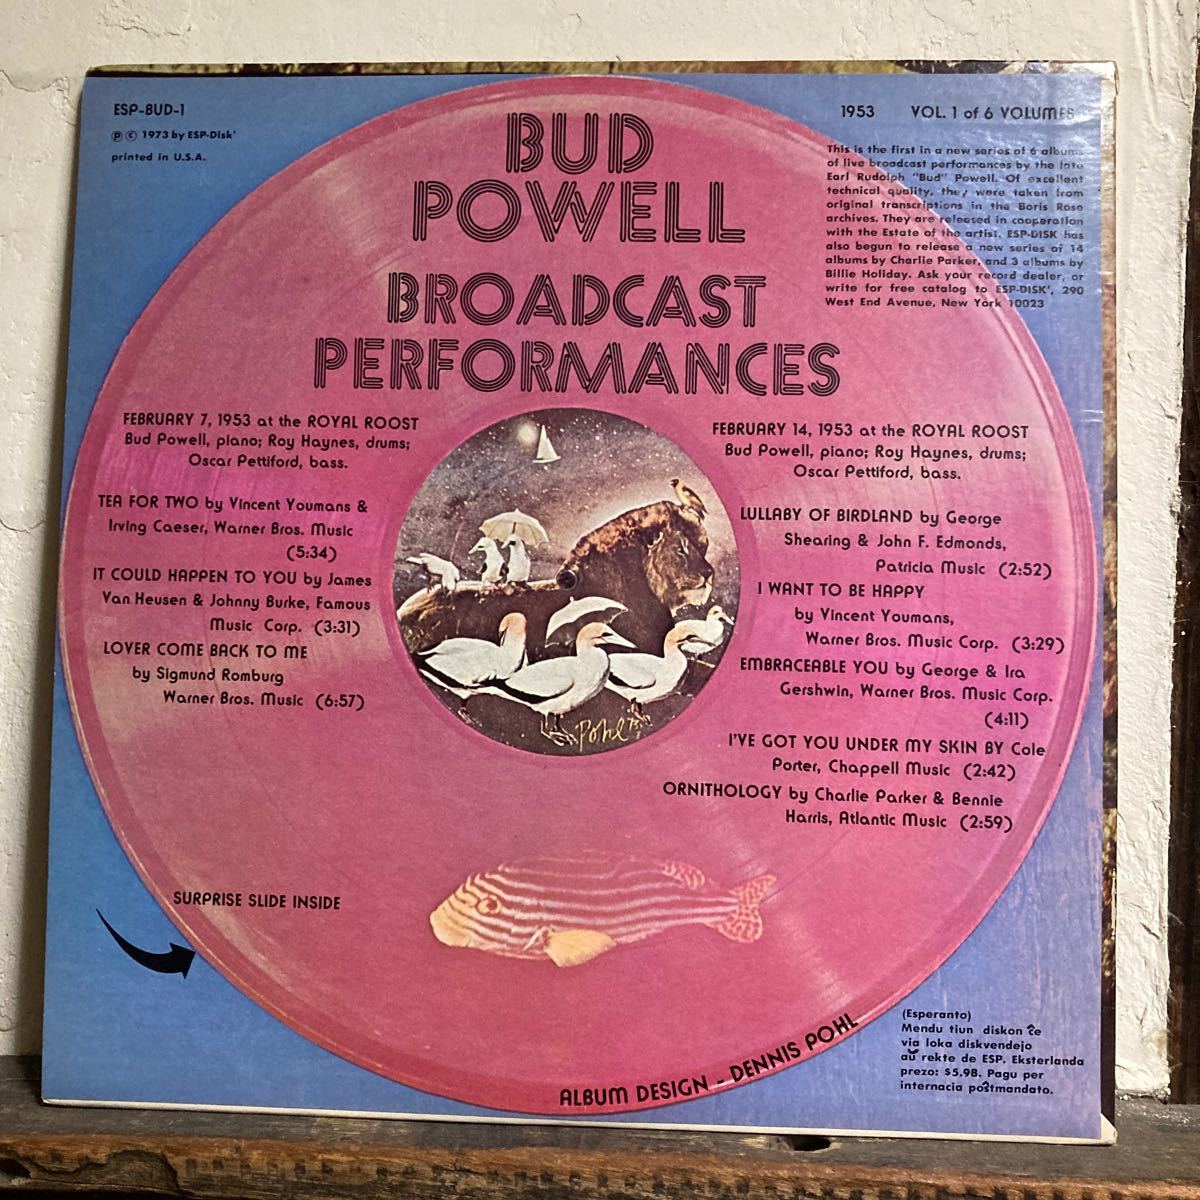 ESP-BUD-1
Ⓟ © 1973 by ESP-Disk'
printed in U.S.A.
BUD
POWELL
BROADCAST
PERFORMANCES
1953 VOL. 1 of 6 VOLUMES
This is the first in a new series of 6 albums
of live broadcast performances by the late
Earl Rudolph "Bud" Powell. Of excellent
technical quality, they were taken from
original transcriptions in the Boris Rose
archives. They are released in cooperation
with the Estate of the artist. ESP-DISK has
also begun to release a new series of 14
albums by Charlie Parker, and 3 albums by
Billie Holiday. Ask your record dealer, or
write for free catalog to ESP-DISK', 290
West End Avenue, New York 10023
FEBRUARY 7, 1953 at the ROYAL ROOST
Bud Powell, piano; Roy Haynes, drums;
Oscar Pettiford, bass.
TEA FOR TWO by Vincent Youmans &
Irving Caeser, Warner Bros. Music
(5:34)
IT COULD HAPPEN TO YOU by James
Van Heusen & Johnny Burke, Famous
Music Corp. (3:31)
LOVER COME BACK TO ME
by Sigmund Romburg
Warner Bros. Music (6:57)
FEBRUARY 14, 1953 at the ROYAL ROOST
Bud Powell, piano; Roy Haynes, drums;
Oscar Pettiford, bass.
LULLABY OF BIRDLAND by George
Shearing & John F. Edmonds,
Patricia Music (2:52)
I WANT TO BE HAPPY
by Vincent Youmans,
Warner Bros. Music Corp. (3:29)
EMBRACEABLE YOU by George & Ira
Gershwin, Warner Bros. Music Corp.
(4:11)
I'VE GOT YOU UNDER MY SKIN BY Cole
Porter, Chappell Music (2:42)
ORNITHOLOGY by Charlie Parker & Bennie
Harris, Atlantic Music (2:59)
Pohl 73
SURPRISE SLIDE INSIDE
ALBUM DESIGN - DENNIS POHL
(Esperanto)
Mendu tiun diskon ĉe
via loka diskvendejo
aŭ rekte de ESP. Eksterlanda
prezo: $5.98. Pagu per
internacia poŝtmandato.